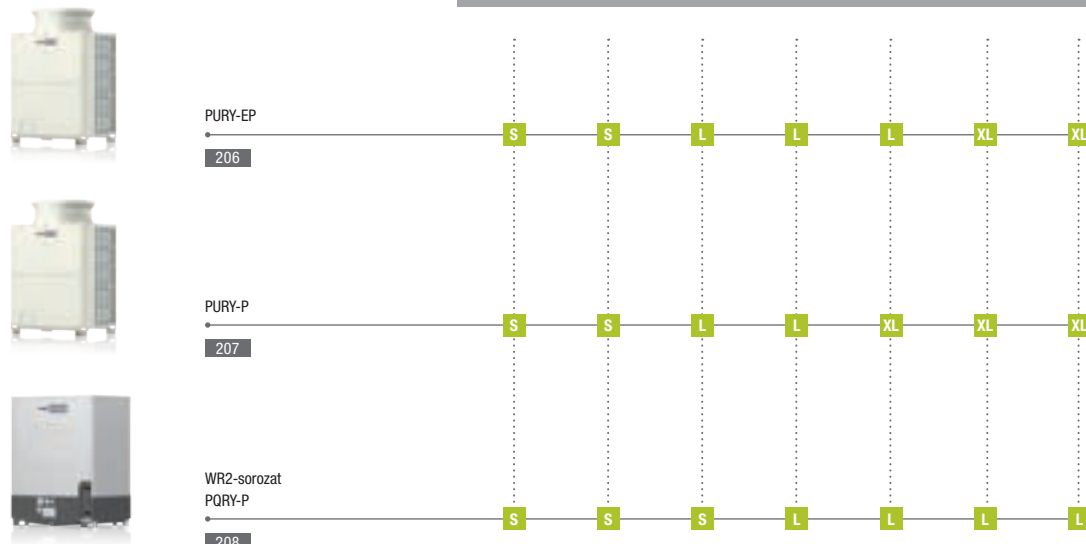 PURY-EP
S S L L L XL XL
206
PURY-P
S S L L XL XL XL
207
WR2-sorozat
PQRY-P
S S S L L L L
208